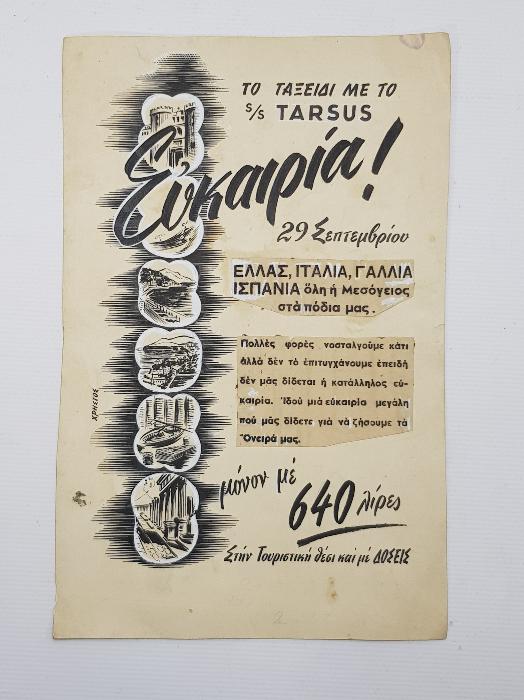 ΤΟ ΤΑΞΕΙΔΙ ΜΕ ΤΟ
S/S TARSUS
Εὐκαιρία!
29 Σεπτεμβρίου
ΕΛΛΑΣ, ΙΤΑΛΙΑ, ΓΑΛΛΙΑ
ΙΣΠΑΝΙΑ ὅλη ἡ Μεσόγειος
στὰ πόδια μας.
Πολλὲς φορὲς νοσταλγοῦμε κάτι
ἀλλὰ δὲν τὸ ἐπιτυγχάνουμε ἐπειδὴ
δὲν μᾶς δίδεται ἡ κατάλληλος εὐ-
καιρία. Ἰδοὺ μιὰ εὐκαιρία μεγάλη
ποὺ μᾶς δίδετε γιὰ νὰ ζήσουμε τὰ
Ὄνειρά μας.
ΧΡΗΣΤΟΣ
μόνον μὲ
640 λίρες
Στὴν Τουριστικὴ θέσι καὶ μὲ ΔΟΣΕΙΣ
2